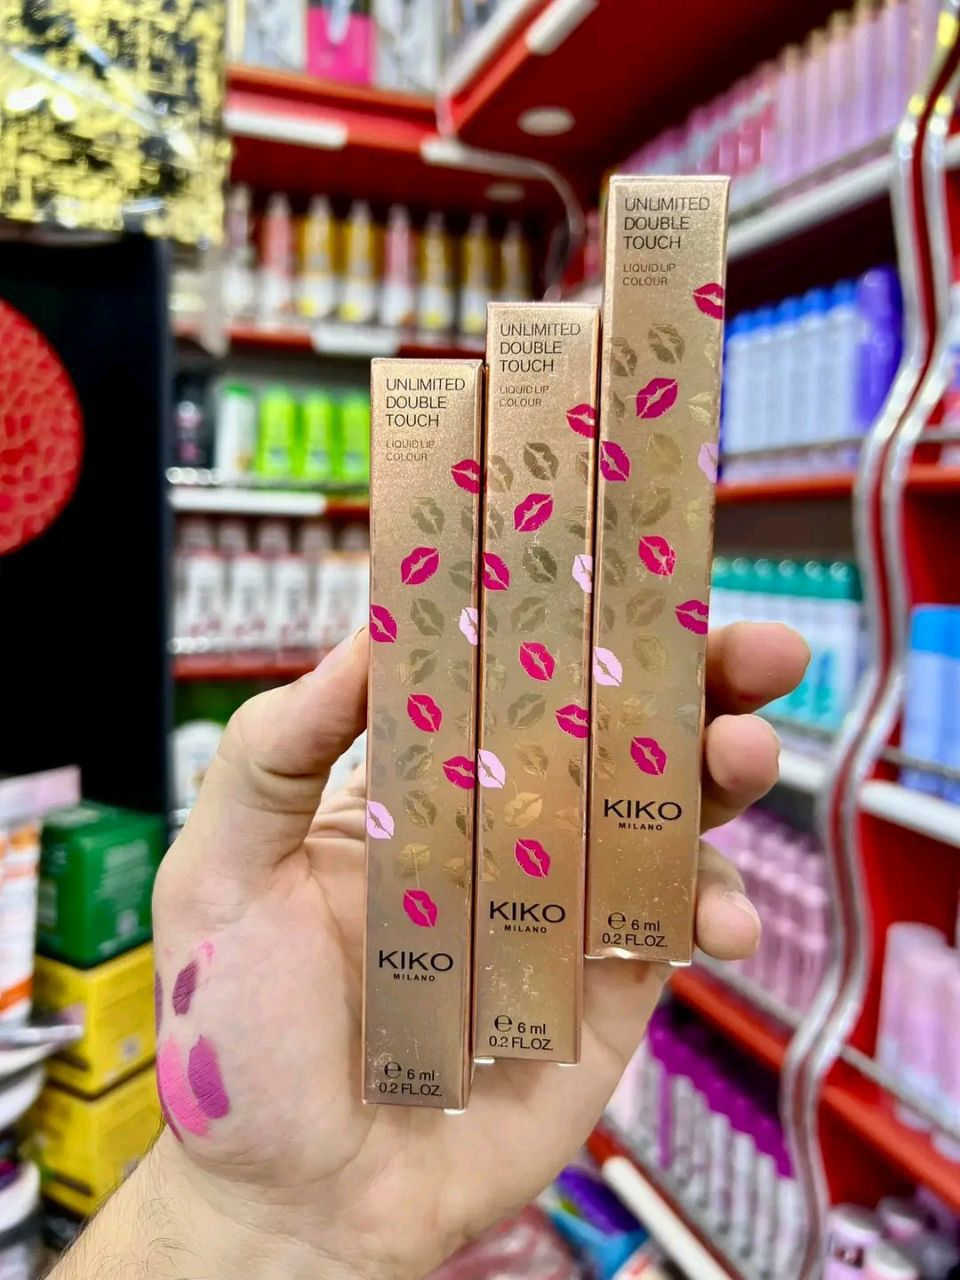 UNLIMITED
DOUBLE
TOUCH
LIQUID LIP
COLOUR
KIKO
MILANO
℮ 6 ml
0.2 FL.OZ.
UNLIMITED
DOUBLE
TOUCH
LIQUID LIP
COLOUR
KIKO
MILANO
℮ 6 ml
0.2 FL.OZ.
UNLIMITED
DOUBLE
TOUCH
LIQUID LIP
COLOUR
KIKO
MILANO
℮ 6 ml
0.2 FL.OZ.